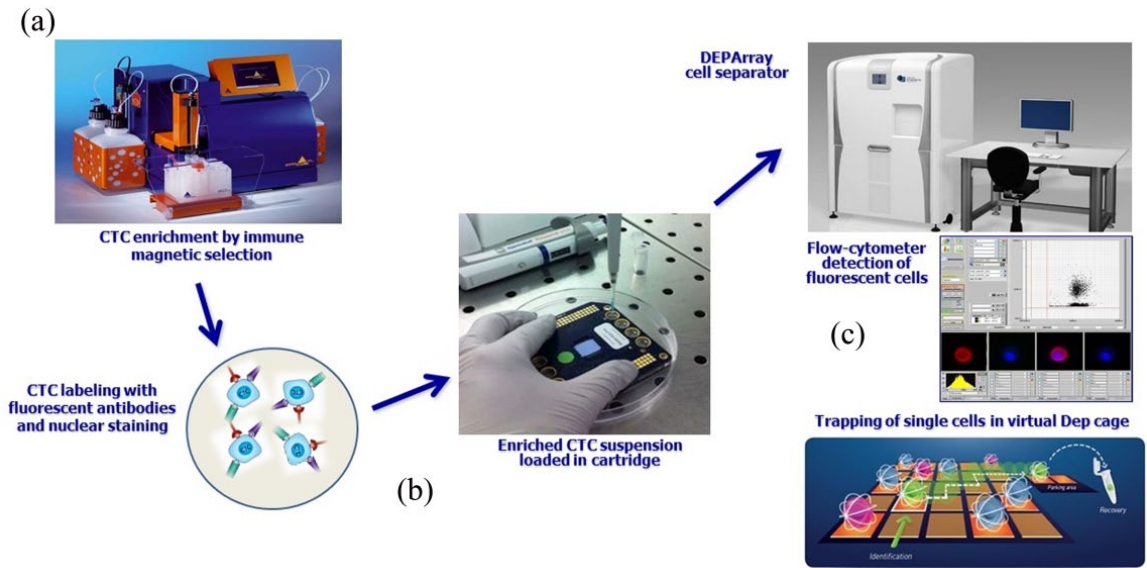 (a)
CTC enrichment by immune
magnetic selection
CTC labeling with
fluorescent antibodies
and nuclear staining
Enriched CTC suspension
loaded in cartridge
(b)
DEPArray
cell separator
Flow-cytometer
detection of
fluorescent cells
(c)
Trapping of single cells in virtual Dep cage
Parking area
Recovery
Identification